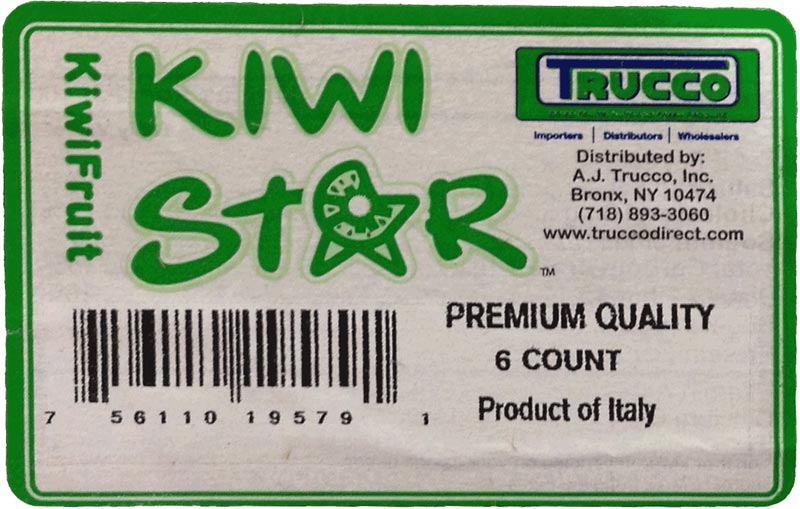 KiwiFruit
KIWI
STAR
TM
TRUCCO
Importers | Distributors | Wholesalers
Distributed by:
A.J. Trucco, Inc.
Bronx, NY 10474
(718) 893-3060
www.truccodirect.com
PREMIUM QUALITY
6 COUNT
Product of Italy
7 56110 19579 1